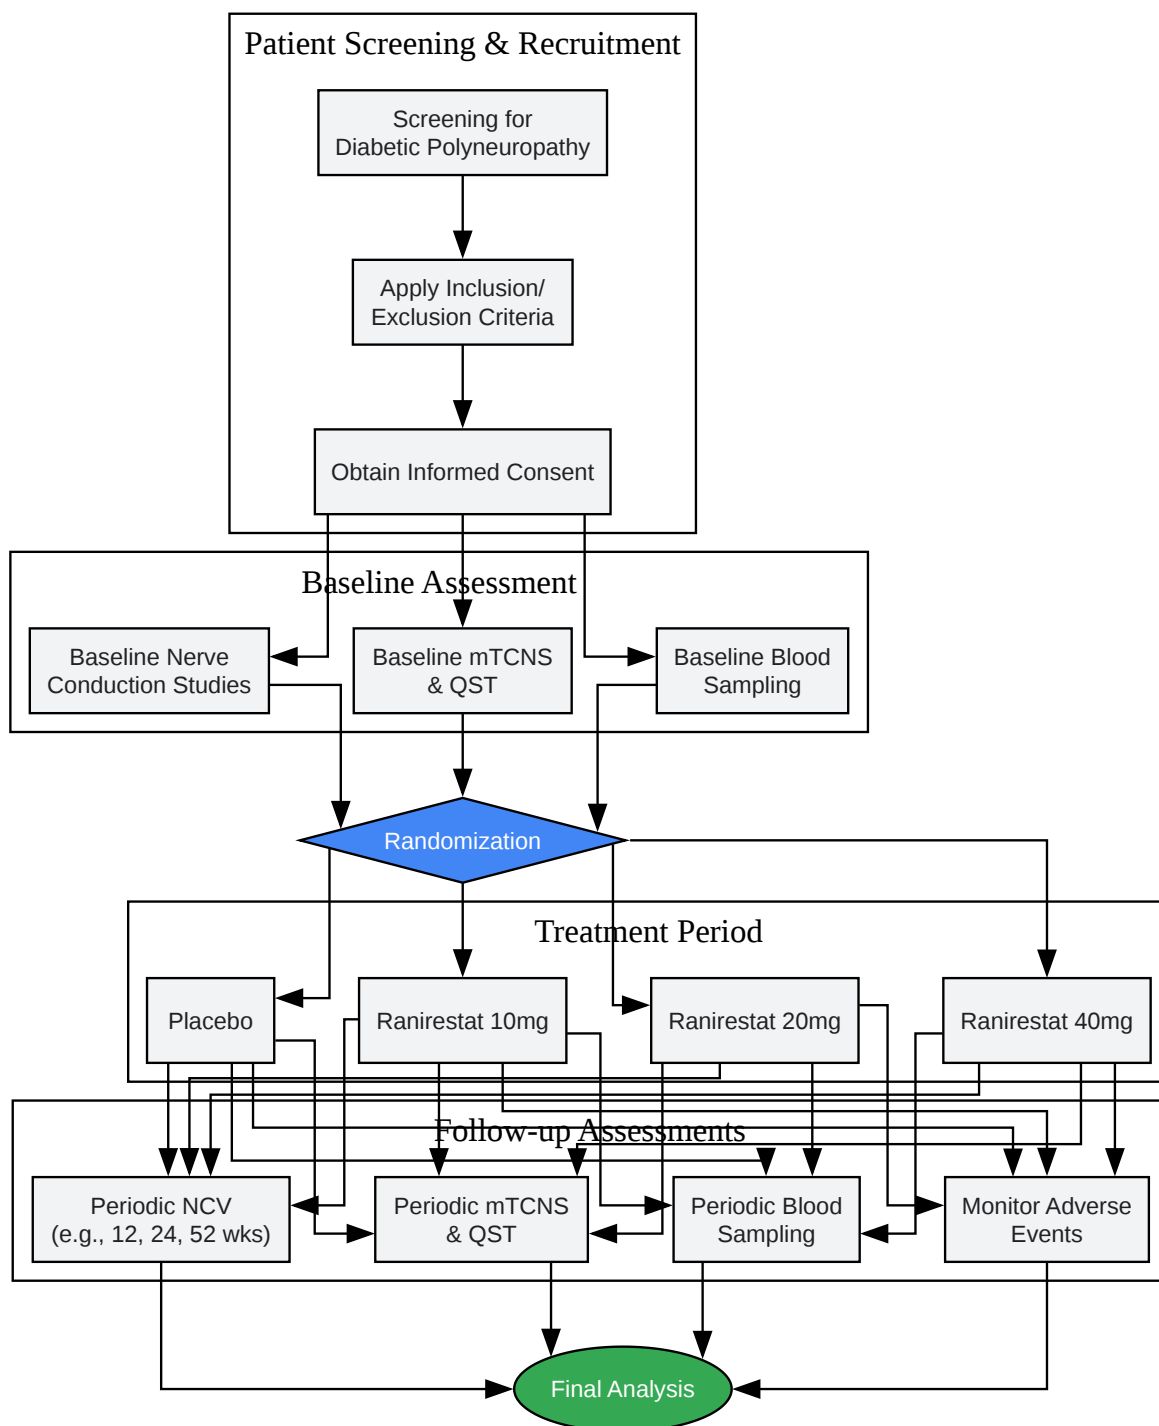 Patient Screening & Recruitment
Screening for
Diabetic Polyneuropathy
Apply Inclusion/
Exclusion Criteria
Obtain Informed Consent
Baseline Assessment
Baseline Nerve
Conduction Studies
Baseline mTCNS
& QST
Baseline Blood
Sampling
Randomization
Treatment Period
Placebo
Ranirestat 10mg
Ranirestat 20mg
Ranirestat 40mg
Follow-up Assessments
Periodic NCV
(e.g., 12, 24, 52 wks)
Periodic mTCNS
& QST
Periodic Blood
Sampling
Monitor Adverse
Events
Final Analysis